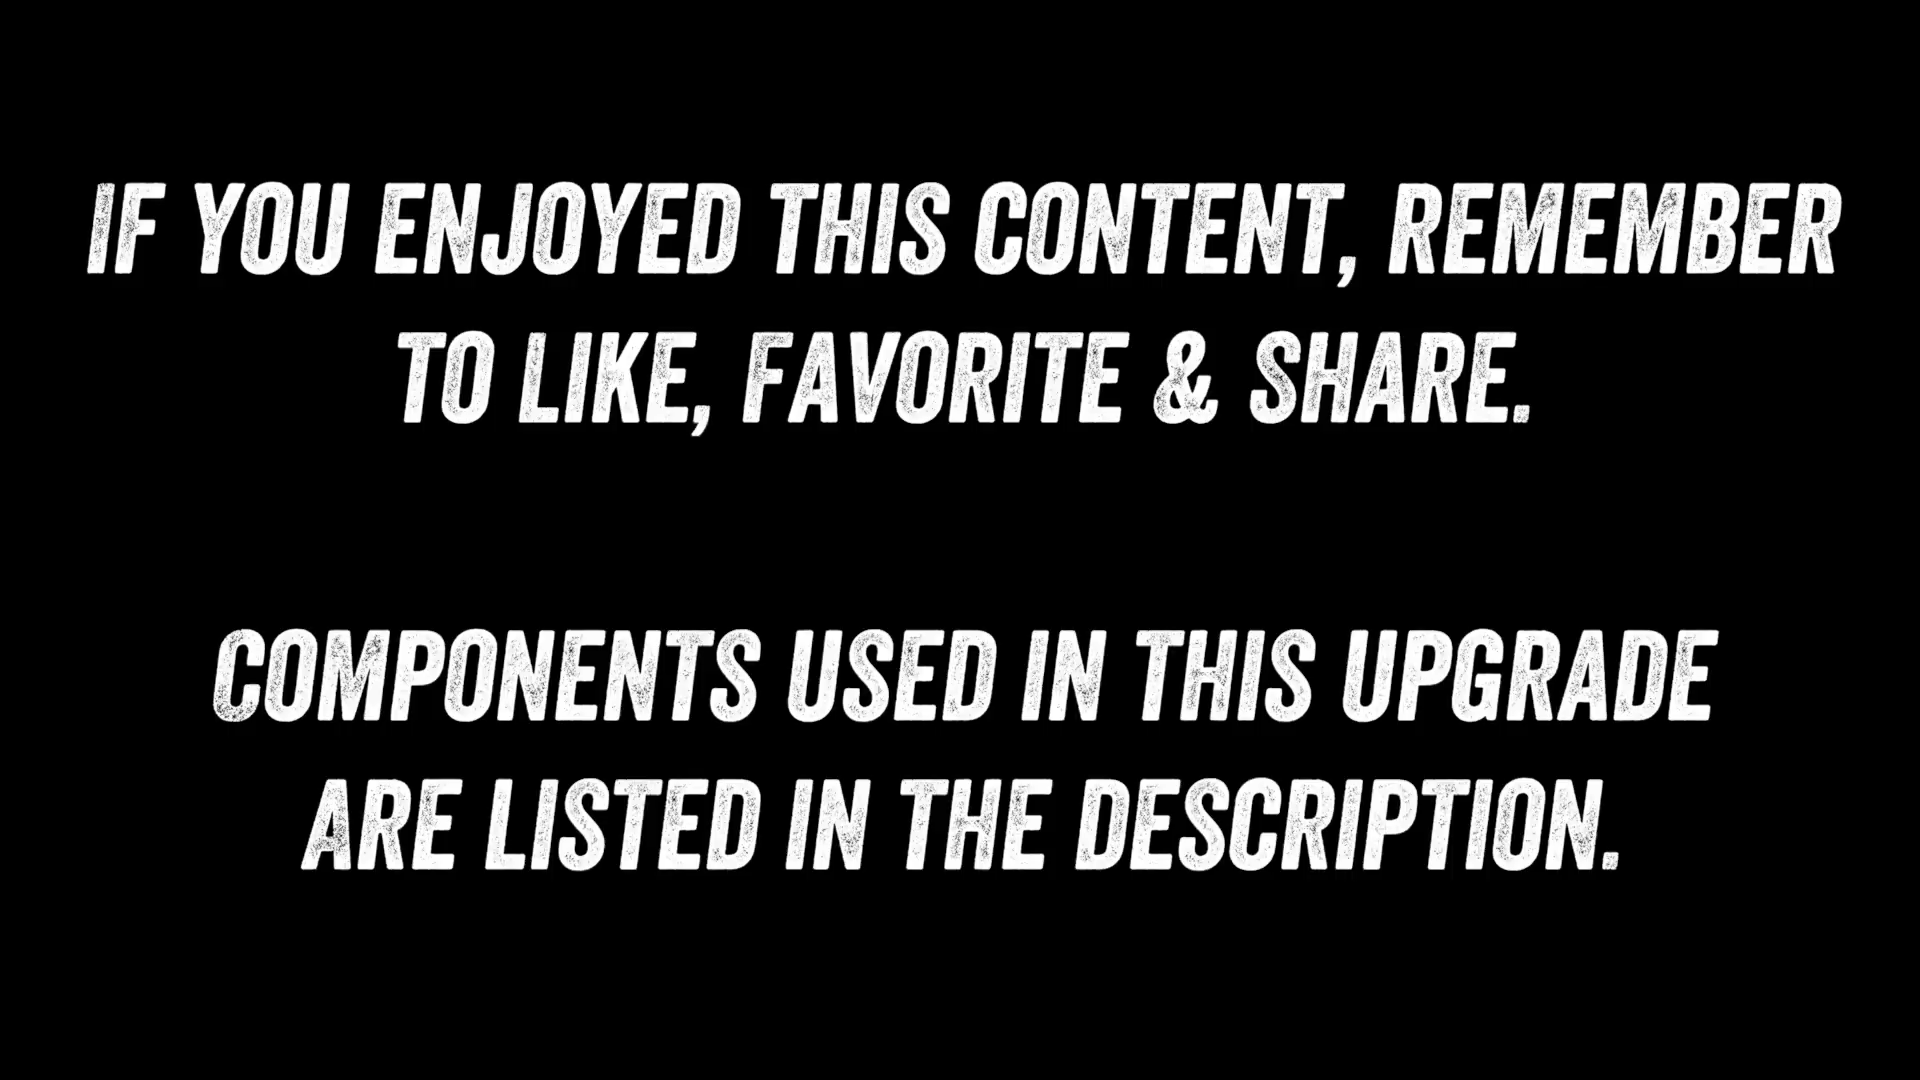 IF YOU ENJOYED THIS CONTENT, REMEMBER
TO LIKE, FAVORITE & SHARE.
COMPONENTS USED IN THIS UPGRADE
ARE LISTED IN THE DESCRIPTION.